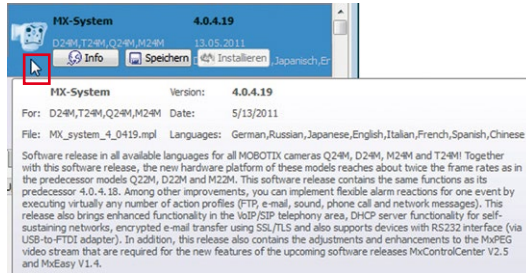 MX-System 4.0.4.19
D24M,T24M,Q24M,M24M 13.05.2011
Info Speichern Installieren , Japanisch,Er
MX-System Version: 4.0.4.19
For: D24M,T24M,Q24M,M24M Date: 5/13/2011
File: MX_system_4_0419.mpl Languages: German,Russian,Japanese,English,Italian,French,Spanish,Chinese
Software release in all available languages for all MOBOTIX cameras Q24M, D24M, M24M and T24M! Together
with this software release, the new hardware platform of these models reaches about twice the frame rates as in
the predecessor models Q22M, D22M and M22M. This software release contains the same functions as its
predecessor 4.0.4.18. Among other improvements, you can implement flexible alarm reactions for one event by
executing virtually any number of action profiles (FTP, e-mail, sound, phone call and network messages). This
release also brings enhanced functionality in the VoIP/SIP telephony area, DHCP server functionality for self-
sustaining networks, encrypted e-mail transfer using SSL/TLS and also supports devices with RS232 interface (via
USB-to-FTDI adapter). In addition, this release also contains the adjustments and enhancements to the MxPEG
video stream that are required for the new features of the upcoming software releases MxControlCenter V2.5
and MxEasy V1.4.